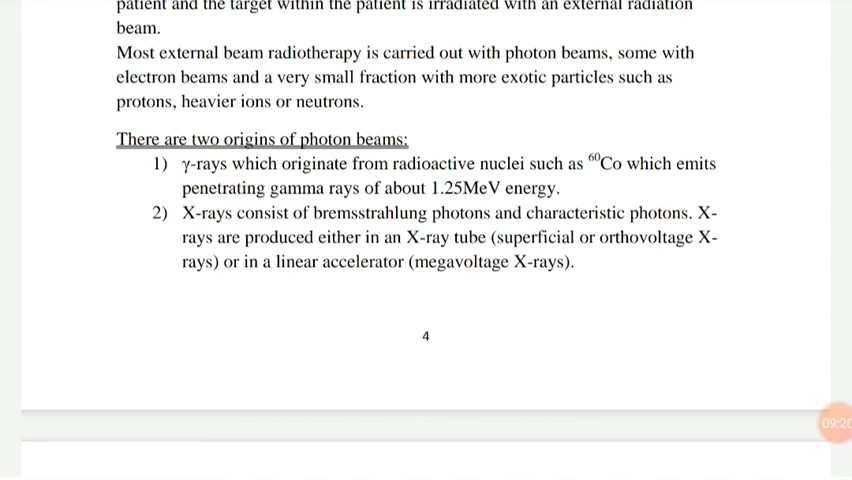 patient and the target within the patient is irradiated with an external radiation
beam.
Most external beam radiotherapy is carried out with photon beams, some with
electron beams and a very small fraction with more exotic particles such as
protons, heavier ions or neutrons.
There are two origins of photon beams:
1) γ-rays which originate from radioactive nuclei such as ⁶⁰Co which emits
penetrating gamma rays of about 1.25MeV energy.
2) X-rays consist of bremsstrahlung photons and characteristic photons. X-
rays are produced either in an X-ray tube (superficial or orthovoltage X-
rays) or in a linear accelerator (megavoltage X-rays).
4
09:20